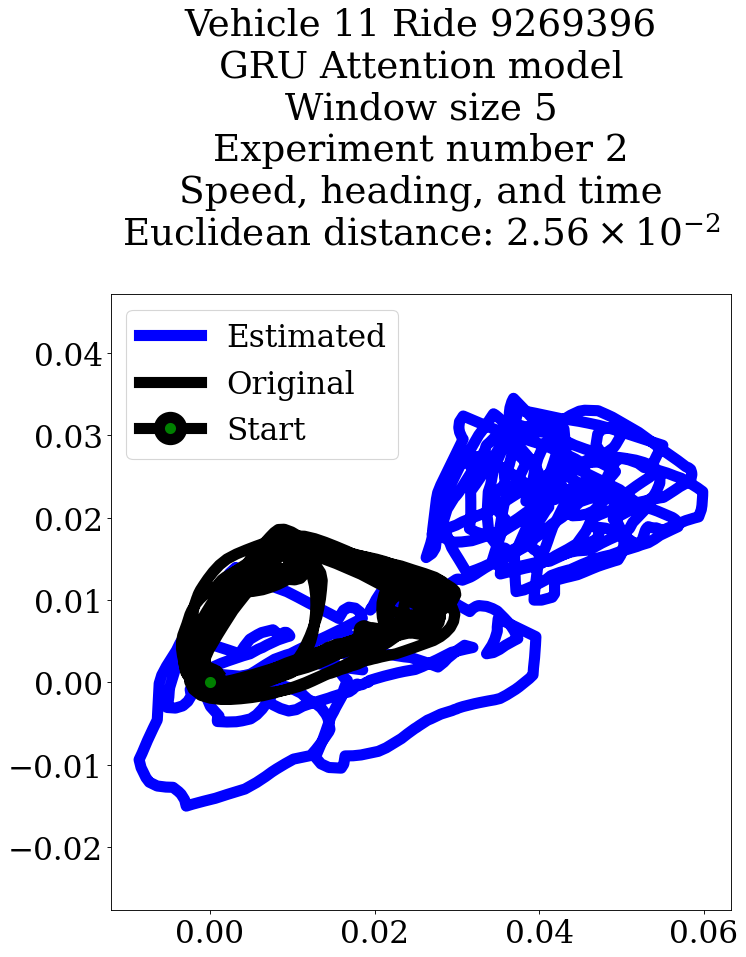 Vehicle 11 Ride 9269396
GRU Attention model
Window size 5
Experiment number 2
Speed, heading, and time
Euclidean distance: 2.56 × 10⁻²
Estimated
Original
Start
0.04
0.03
0.02
0.01
0.00
−0.01
−0.02
0.00 0.02 0.04 0.06